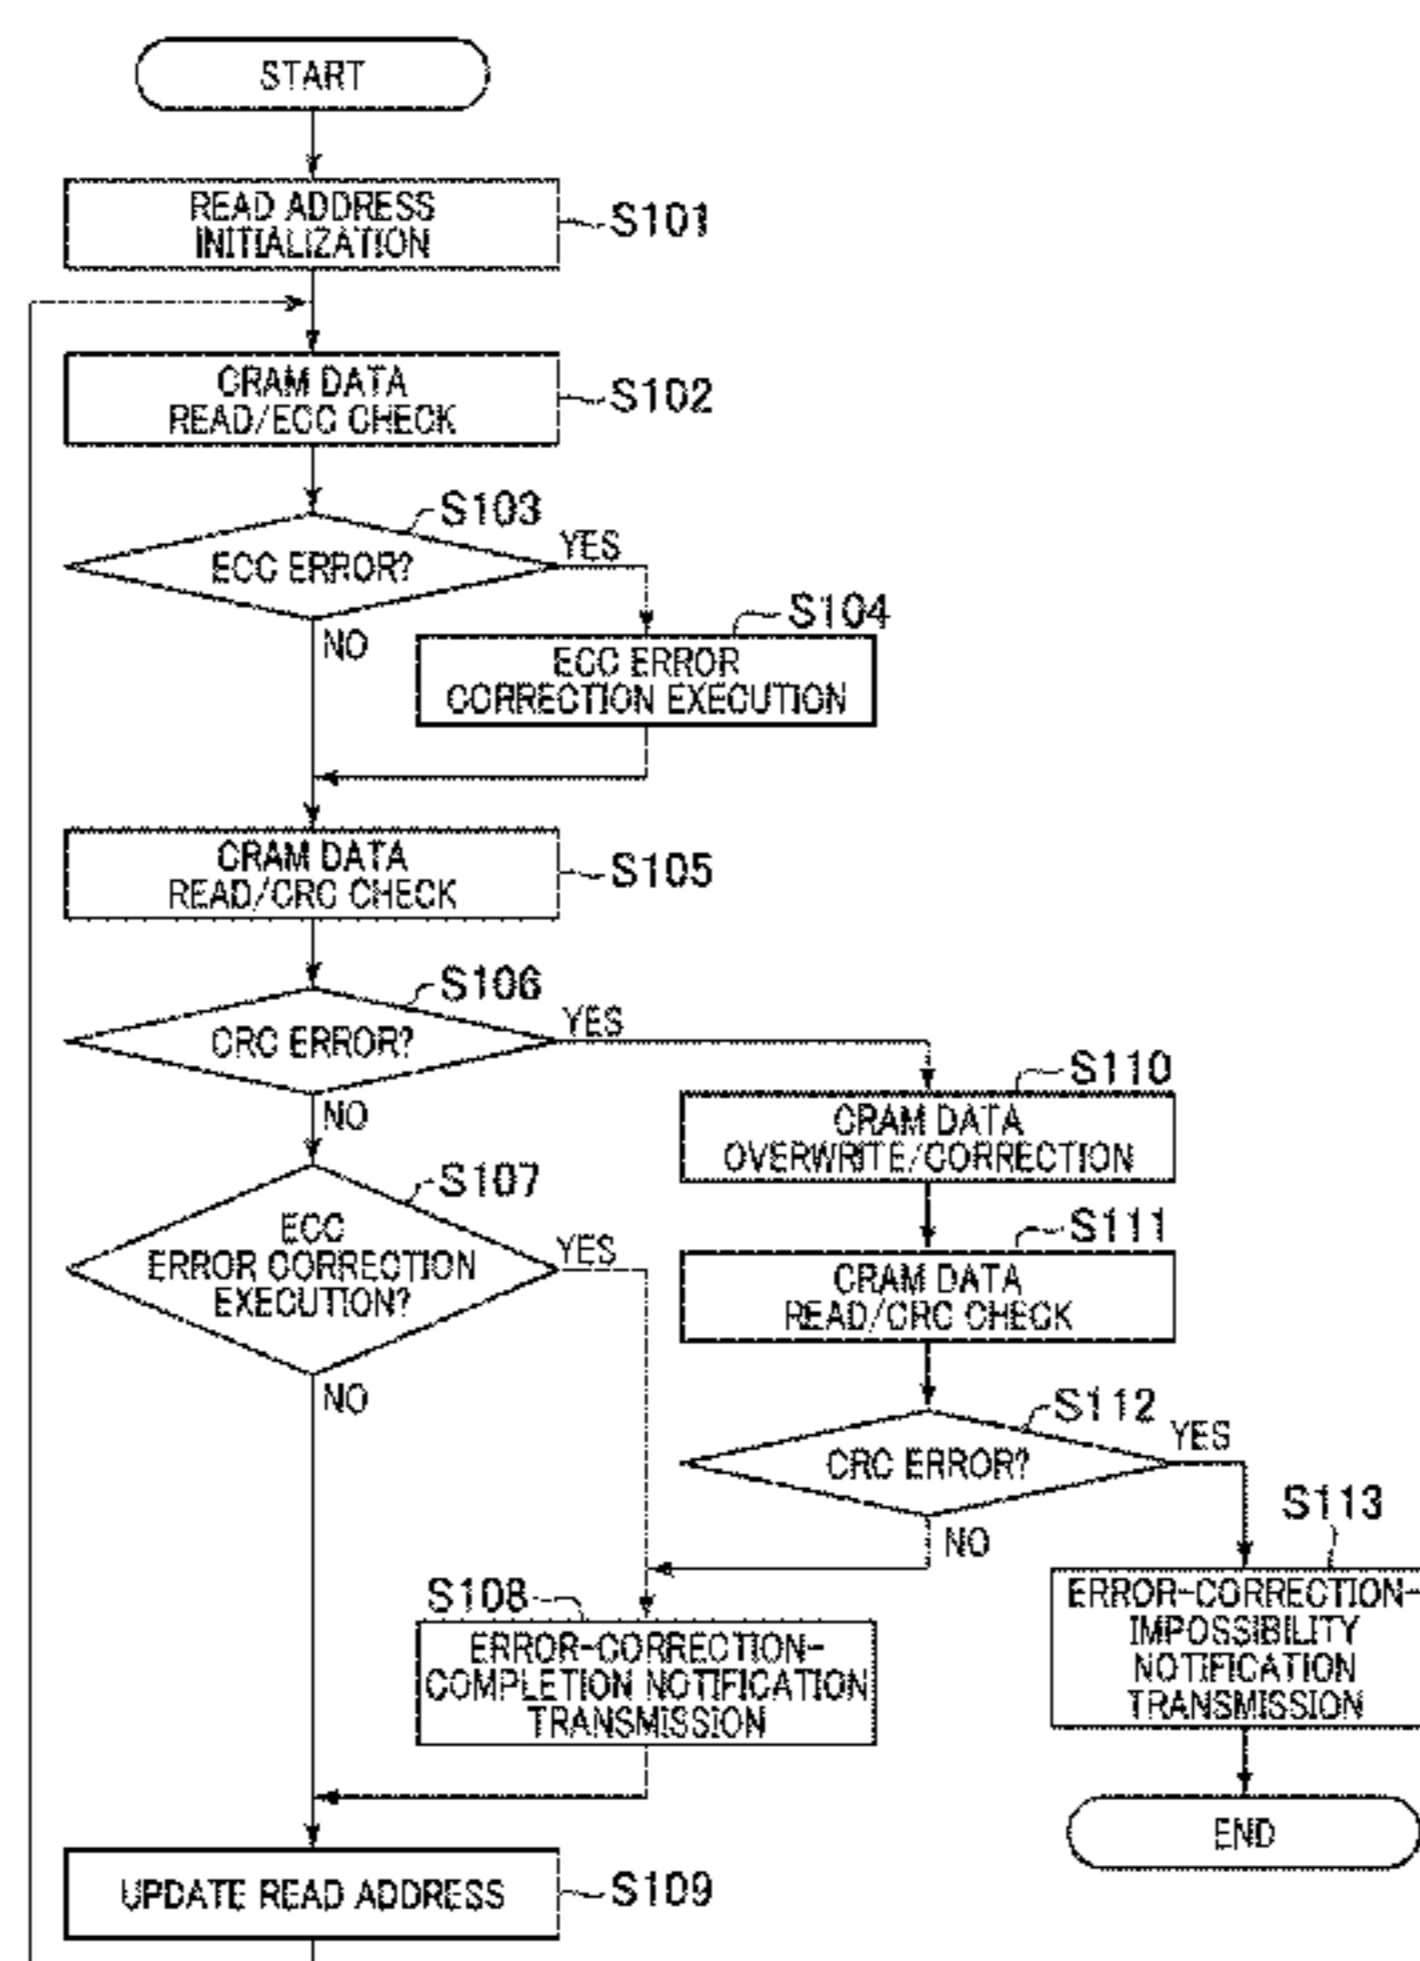 START
READ ADDRESS
INITIALIZATION
S101
CRAM DATA
READ/ECC CHECK
S102
S103
ECC ERROR?
YES
NO
S104
ECC ERROR
CORRECTION EXECUTION
CRAM DATA
READ/CRC CHECK
S105
S106
CRC ERROR?
YES
NO
S110
CRAM DATA
OVERWRITE/CORRECTION
S107
ECC
ERROR CORRECTION
EXECUTION?
YES
NO
S111
CRAM DATA
READ/CRC CHECK
S112
CRC ERROR?
YES
NO
S113
ERROR-CORRECTION-
IMPOSSIBILITY
NOTIFICATION
TRANSMISSION
S108
ERROR-CORRECTION-
COMPLETION NOTIFICATION
TRANSMISSION
END
UPDATE READ ADDRESS
S109